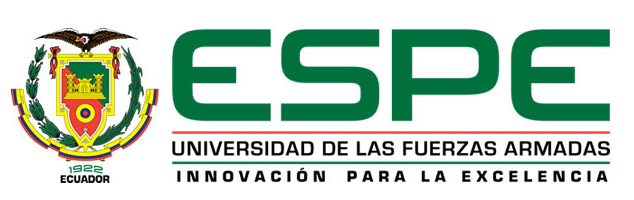 ESPE
UNIVERSIDAD DE LAS FUERZAS ARMADAS
INNOVACIÓN PARA LA EXCELENCIA
1922
ECUADOR